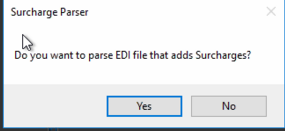 Surcharge Parser
Do you want to parse EDI file that adds Surcharges?
Yes
No